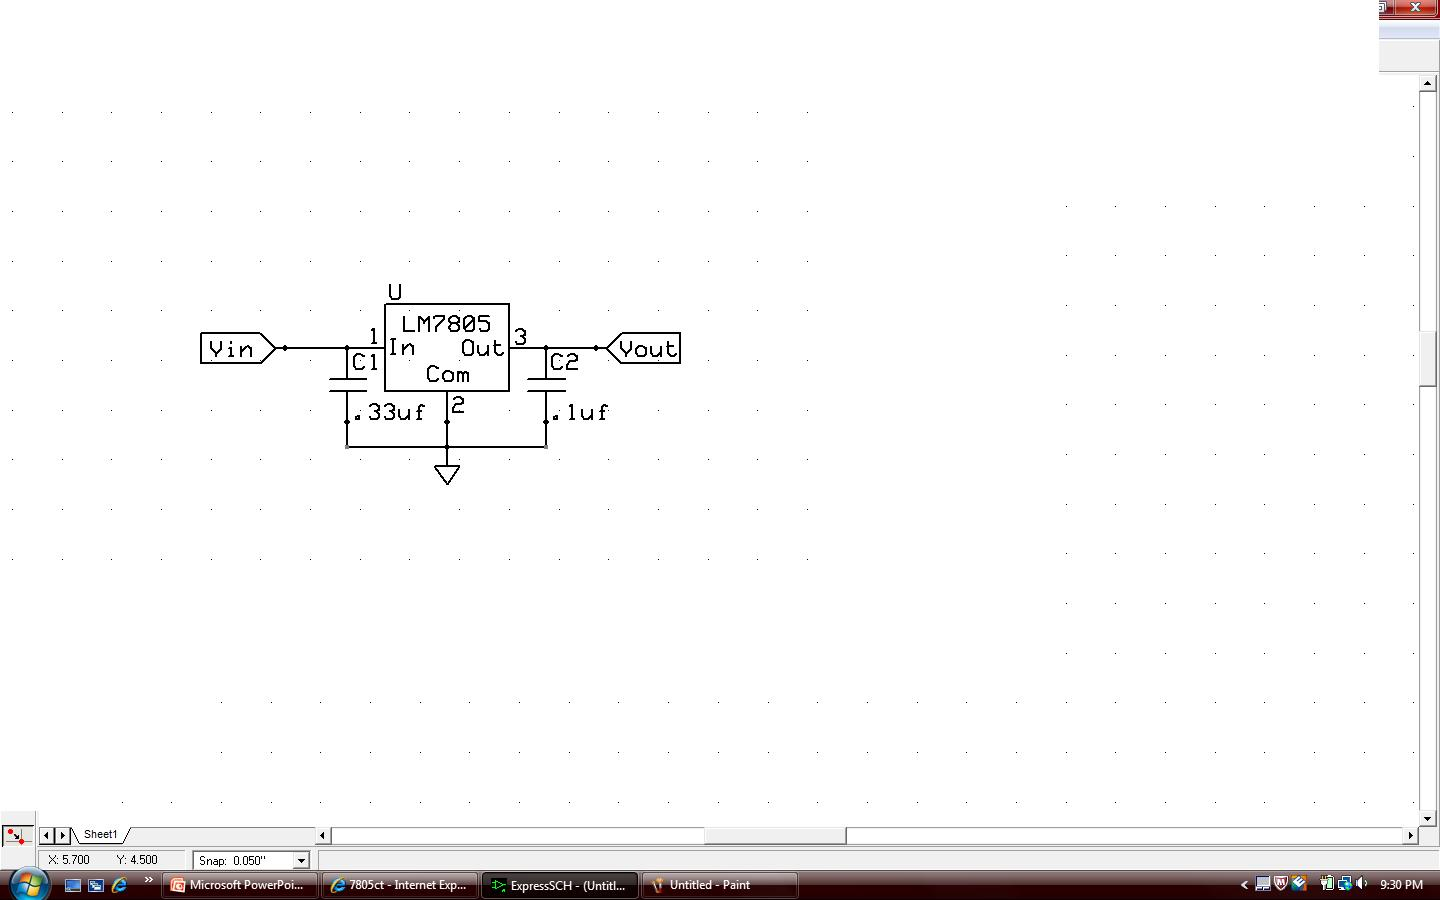 U
LM7805
Vin
1
In
Out
3
Vout
C1
C2
Com
2
.33uf
.1uf
Sheet1
X: 5.700
Y: 4.500
Snap: 0.050"
»
Microsoft PowerPoi...
7805ct - Internet Exp...
ExpressSCH - (Untitl...
Untitled - Paint
9:30 PM